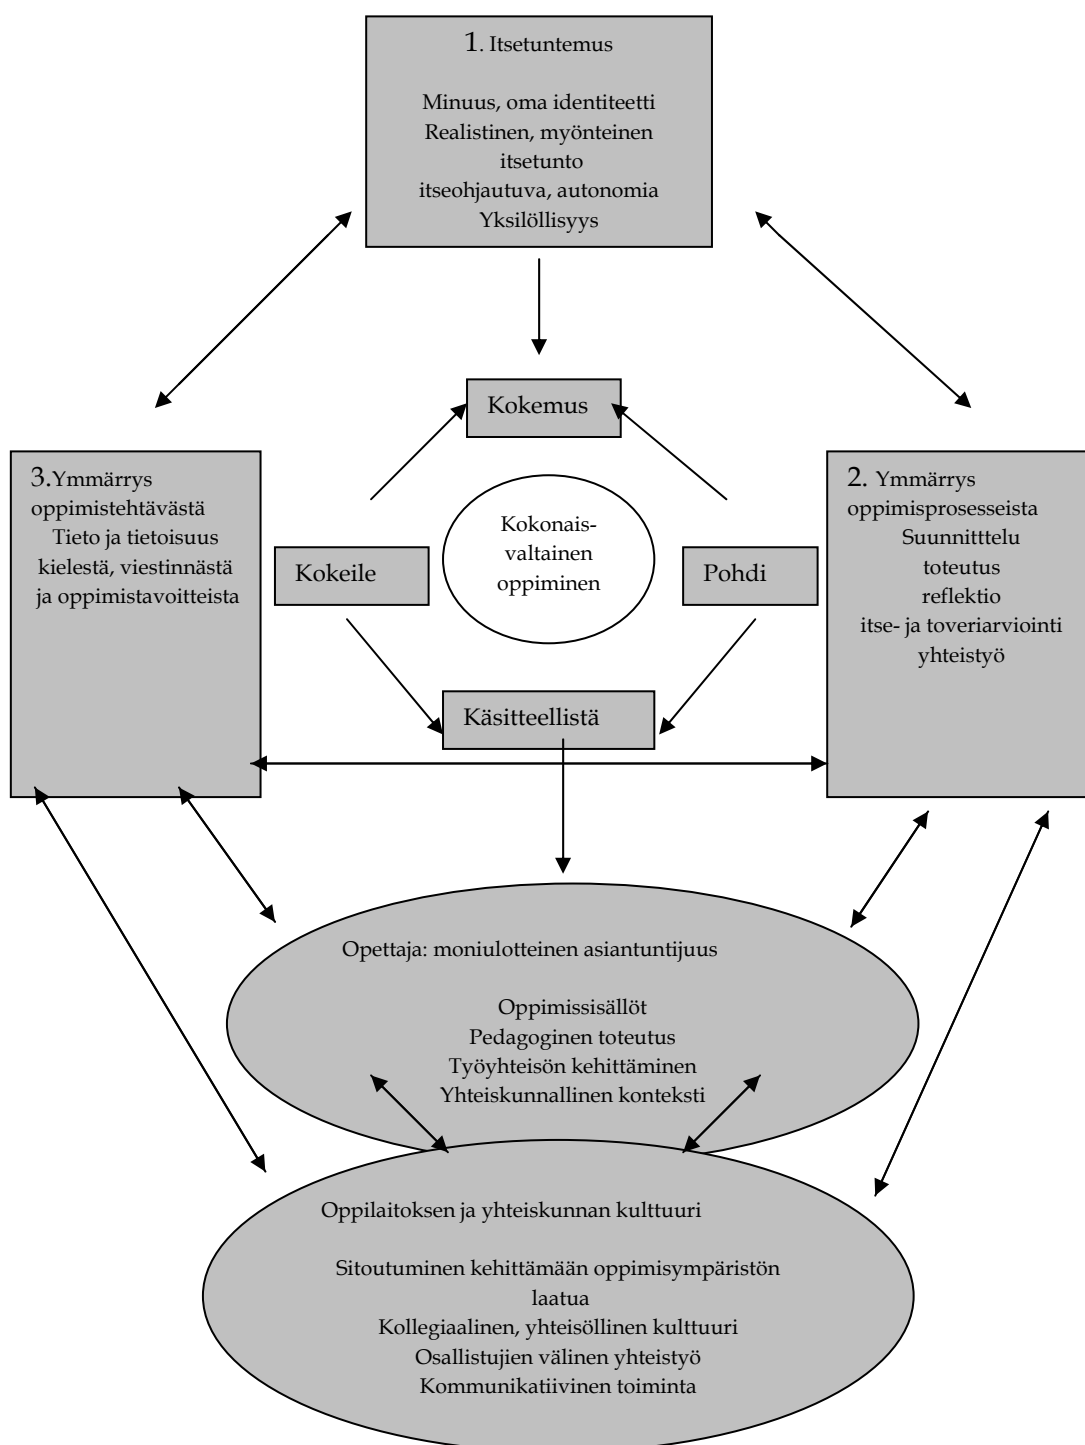 1. Itsetuntemus
Minuus, oma identiteetti
Realistinen, myönteinen
itsetunto
itseohjautuva, autonomia
Yksilöllisyys
Kokemus
3.Ymmärrys
oppimistehtävästä
Tieto ja tietoisuus
kielestä, viestinnästä
ja oppimistavoitteista
Kokeile
Kokonais-
valtainen
oppiminen
Pohdi
2. Ymmärrys
oppimisprosesseista
Suunnitttelu
toteutus
reflektio
itse- ja toveriarviointi
yhteistyö
Käsitteellistä
Opettaja: moniulotteinen asiantuntijuus
Oppimissisällöt
Pedagoginen toteutus
Työyhteisön kehittäminen
Yhteiskunnallinen konteksti
Oppilaitoksen ja yhteiskunnan kulttuuri
Sitoutuminen kehittämään oppimisympäristön
laatua
Kollegiaalinen, yhteisöllinen kulttuuri
Osallistujien välinen yhteistyö
Kommunikatiivinen toiminta